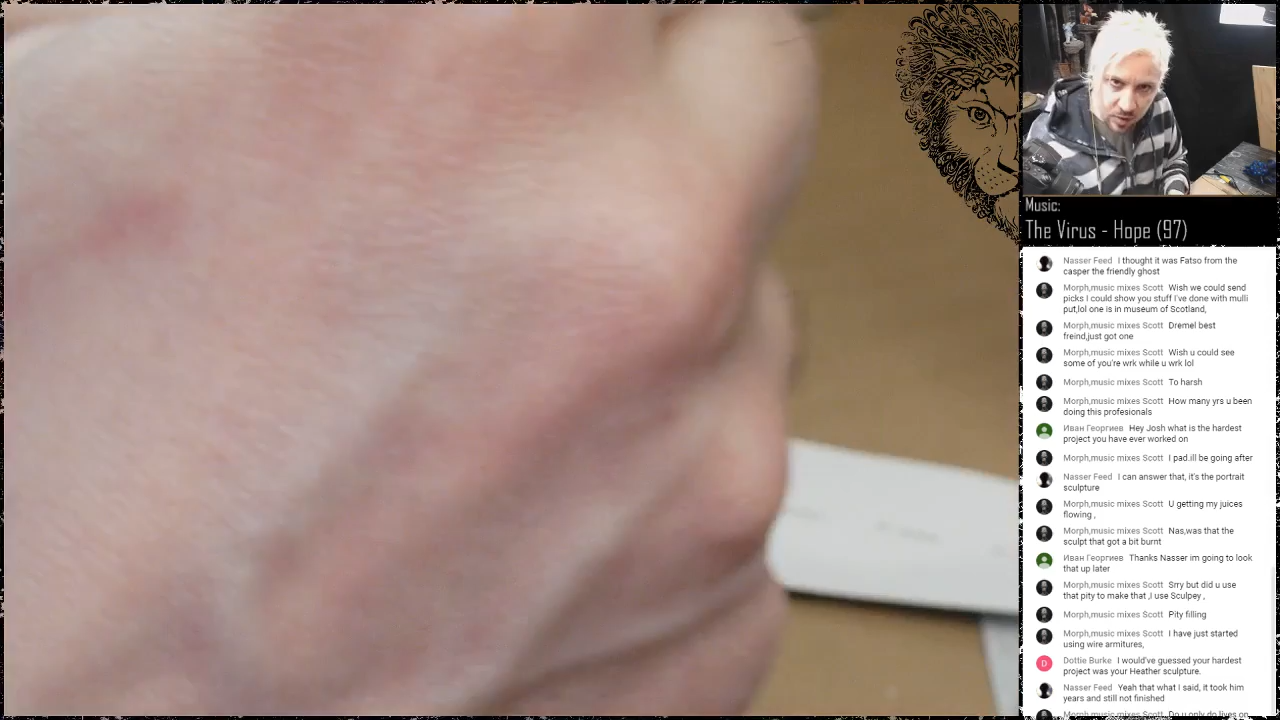 Music:
The Virus - Hope (97)
Nasser Feed I thought it was Fatso from the
casper the friendly ghost
Morph,music mixes Scott Wish we could send
picks I could show you stuff I've done with mulli
put,lol one is in museum of Scotland,
Morph,music mixes Scott Dremel best
freind,just got one
Morph,music mixes Scott Wish u could see
some of you're wrk while u wrk lol
Morph,music mixes Scott To harsh
Morph,music mixes Scott How many yrs u been
doing this profesionals
Иван Георгиев Hey Josh what is the hardest
project you have ever worked on
Morph,music mixes Scott I pad.ill be going after
Nasser Feed I can answer that, it's the portrait
sculpture
Morph,music mixes Scott U getting my juices
flowing ,
Morph,music mixes Scott Nas,was that the
sculpt that got a bit burnt
Иван Георгиев Thanks Nasser im going to look
that up later
Morph,music mixes Scott Srry but did u use
that pity to make that ,I use Sculpey ,
Morph,music mixes Scott Pity filling
Morph,music mixes Scott I have just started
using wire armitures,
D
Dottie Burke I would've guessed your hardest
project was your Heather sculpture.
Nasser Feed Yeah that what I said, it took him
years and still not finished
Morph,music mixes Scott Do u only do lives on